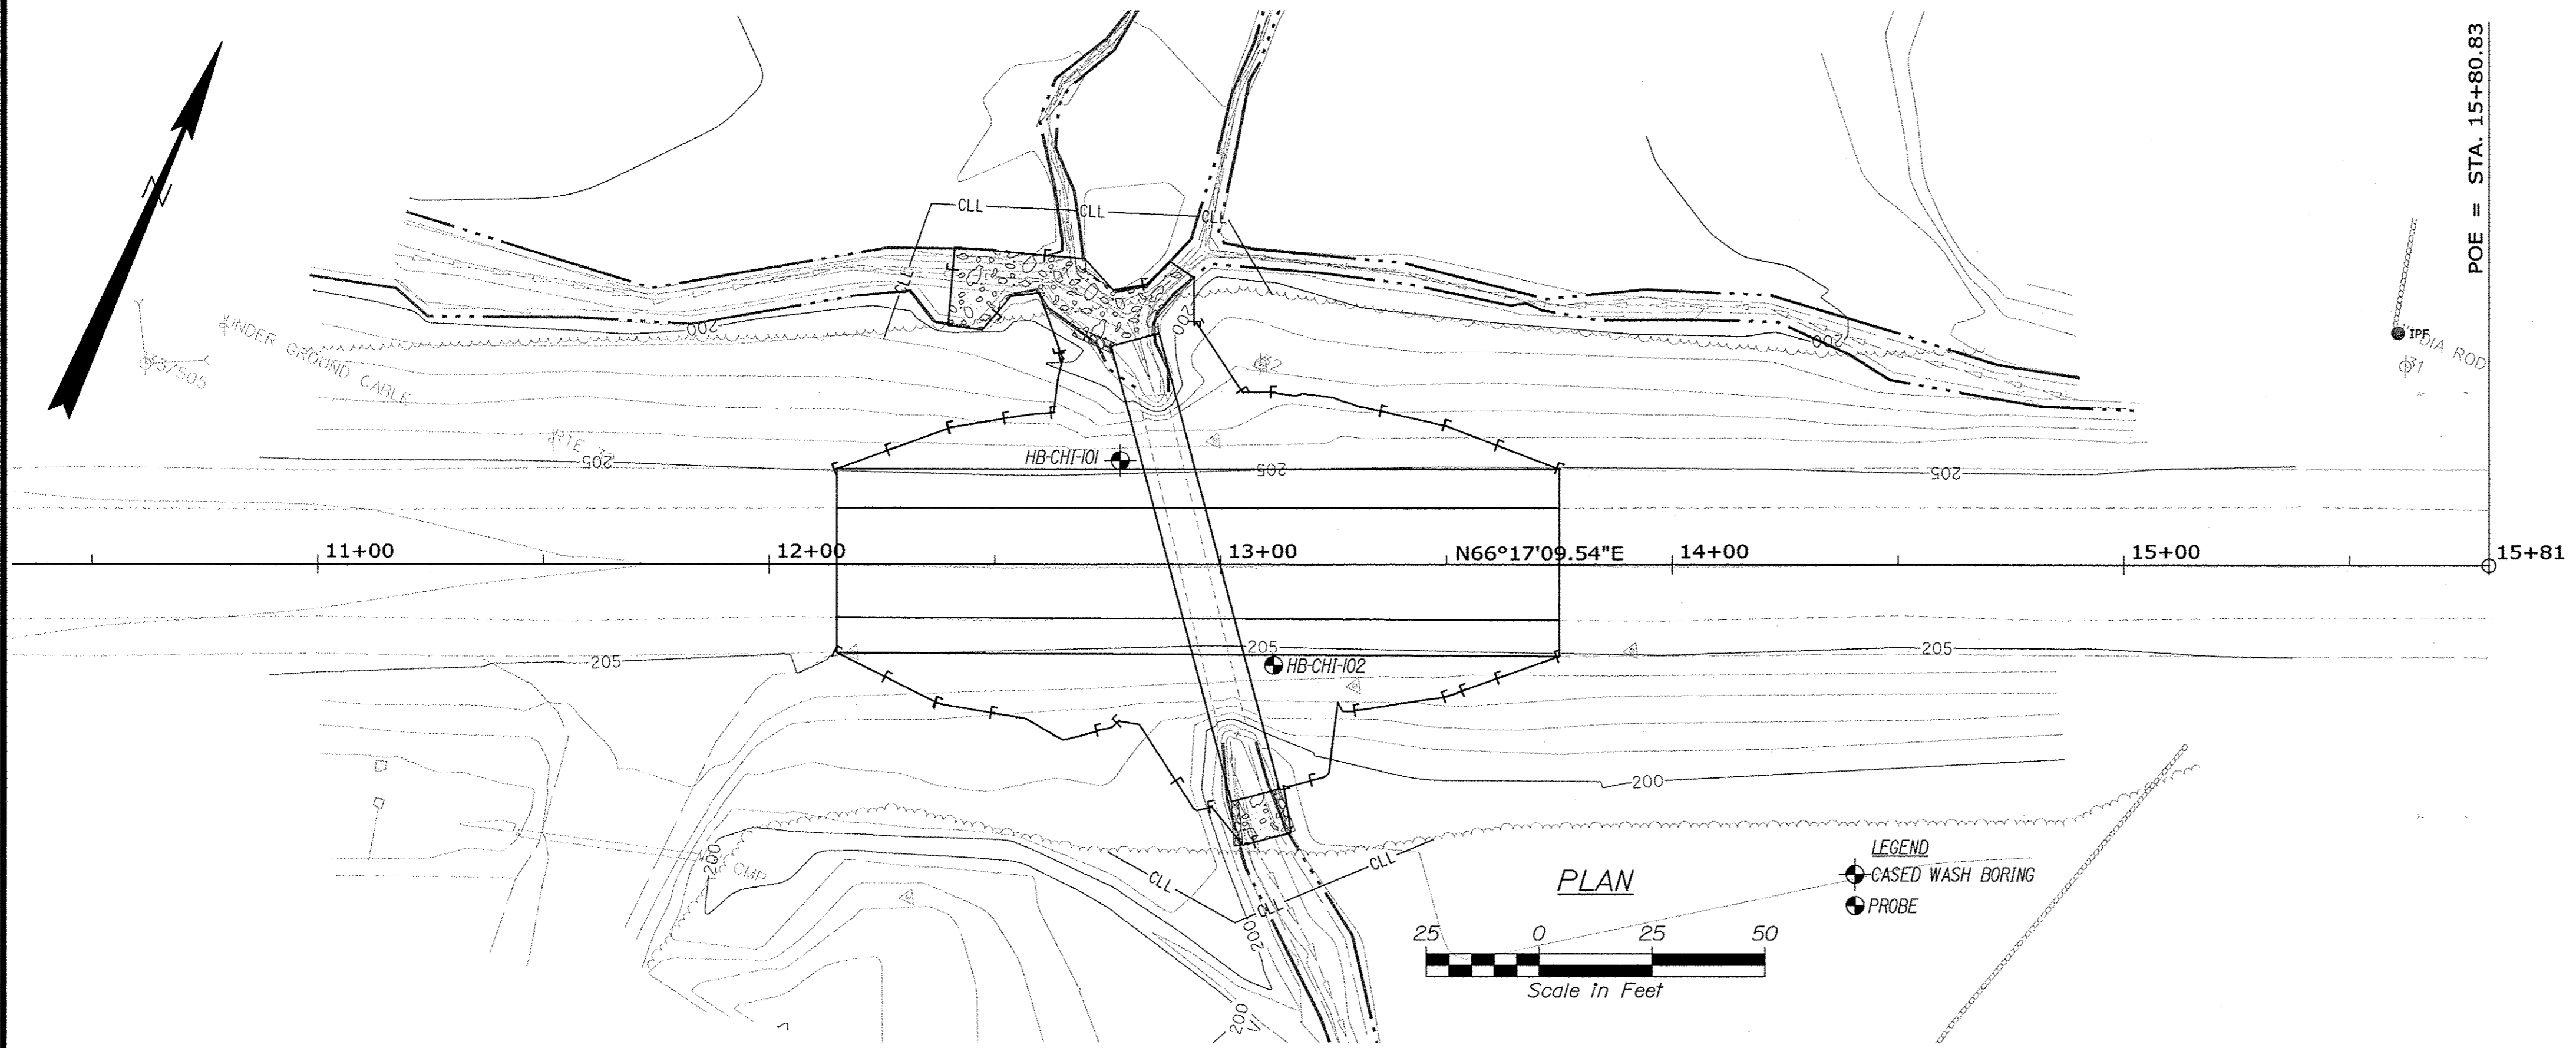 POE = STA. 15+80.83
N
CLL CLL CLL
CLL
200
200
200
UNDER GROUND CABLE
IPF
DIA ROD
31
RTE
205
HB-CHI-101
205
205
11+00
12+00
13+00
N66°17'09.54"E
14+00
15+00
15+81
205
205
205
HB-CHI-102
200
200
CMP
CLL
CLL
CLL
200
200
PLAN
25 0 25 50
Scale in Feet
LEGEND
CASED WASH BORING
PROBE